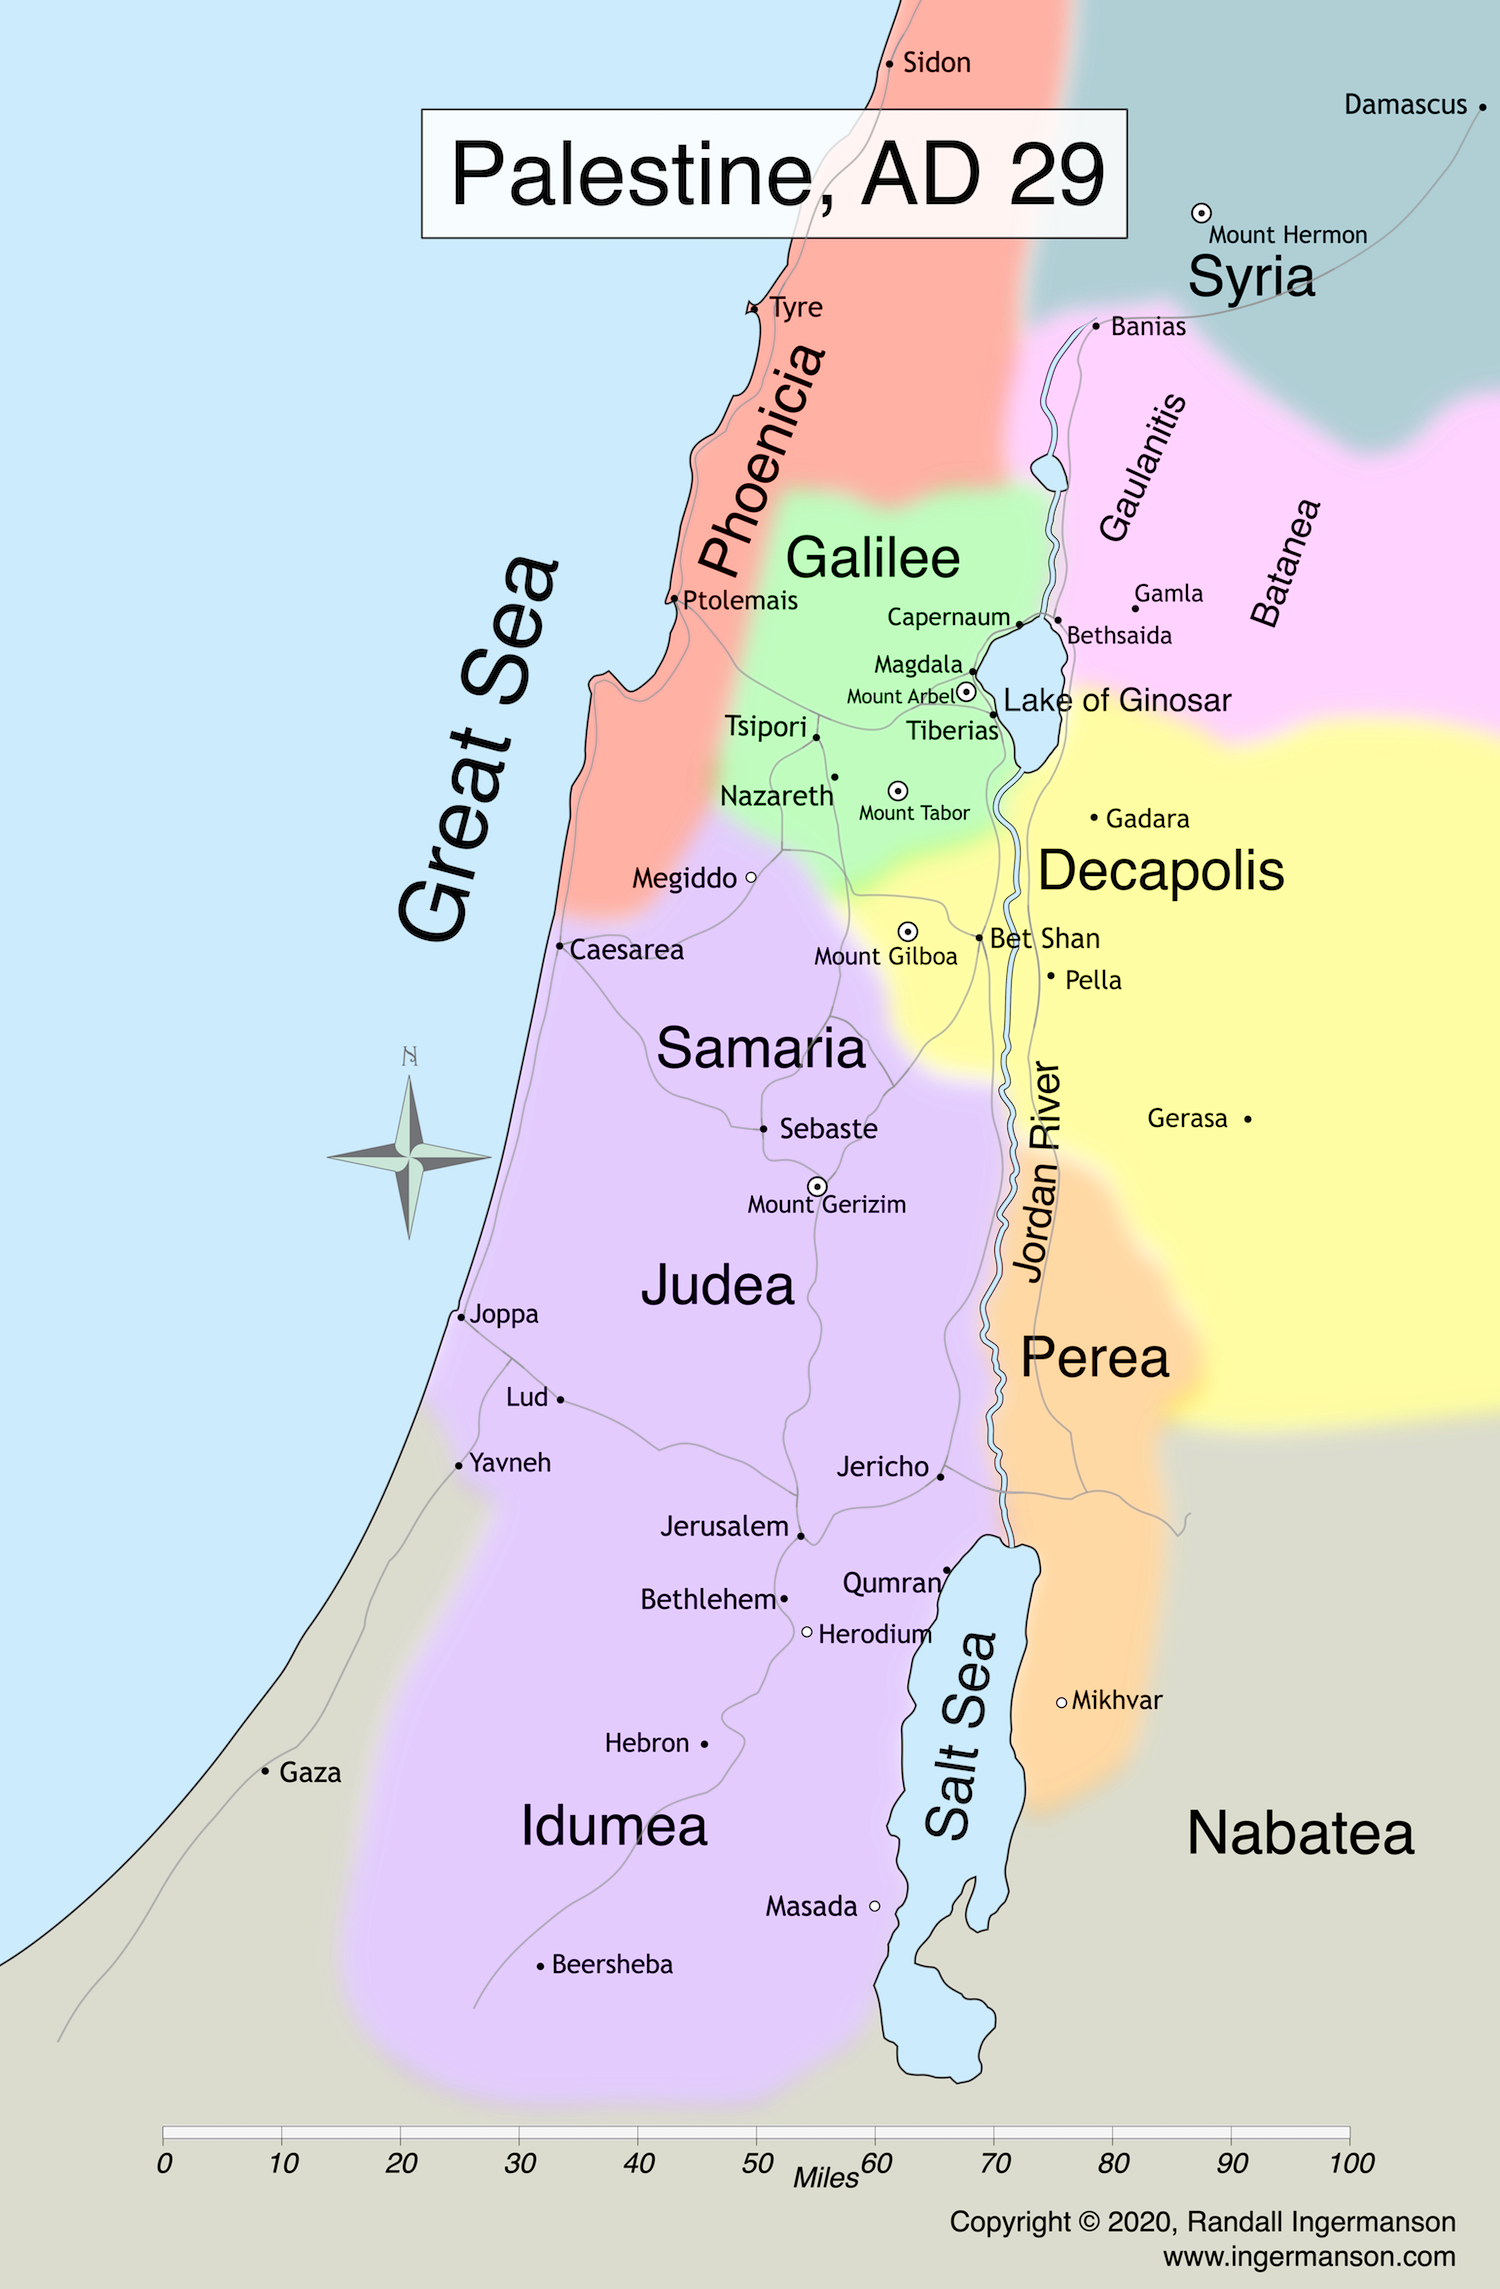 Sidon
Damascus
Palestine, AD 29
Mount Hermon
Syria
Tyre
Banias
Phoenicia
Gaulanitis
Batanea
Galilee
Great Sea
Ptolemais
Gamla
Capernaum
Bethsaida
Magdala
Mount Arbel
Lake of Ginosar
Tsipori
Tiberias
Nazareth
Mount Tabor
Gadara
Decapolis
Megiddo
Caesarea
Mount Gilboa
Bet Shan
Pella
N
Samaria
Jordan River
Sebaste
Gerasa
Mount Gerizim
Judea
Joppa
Perea
Lud
Yavneh
Jericho
Jerusalem
Qumran
Bethlehem
Herodium
Salt Sea
Mikhvar
Hebron
Gaza
Idumea
Nabatea
Masada
Beersheba
0 10 20 30 40 50 60 70 80 90 100
Miles
Copyright © 2020, Randall Ingermanson
www.ingermanson.com